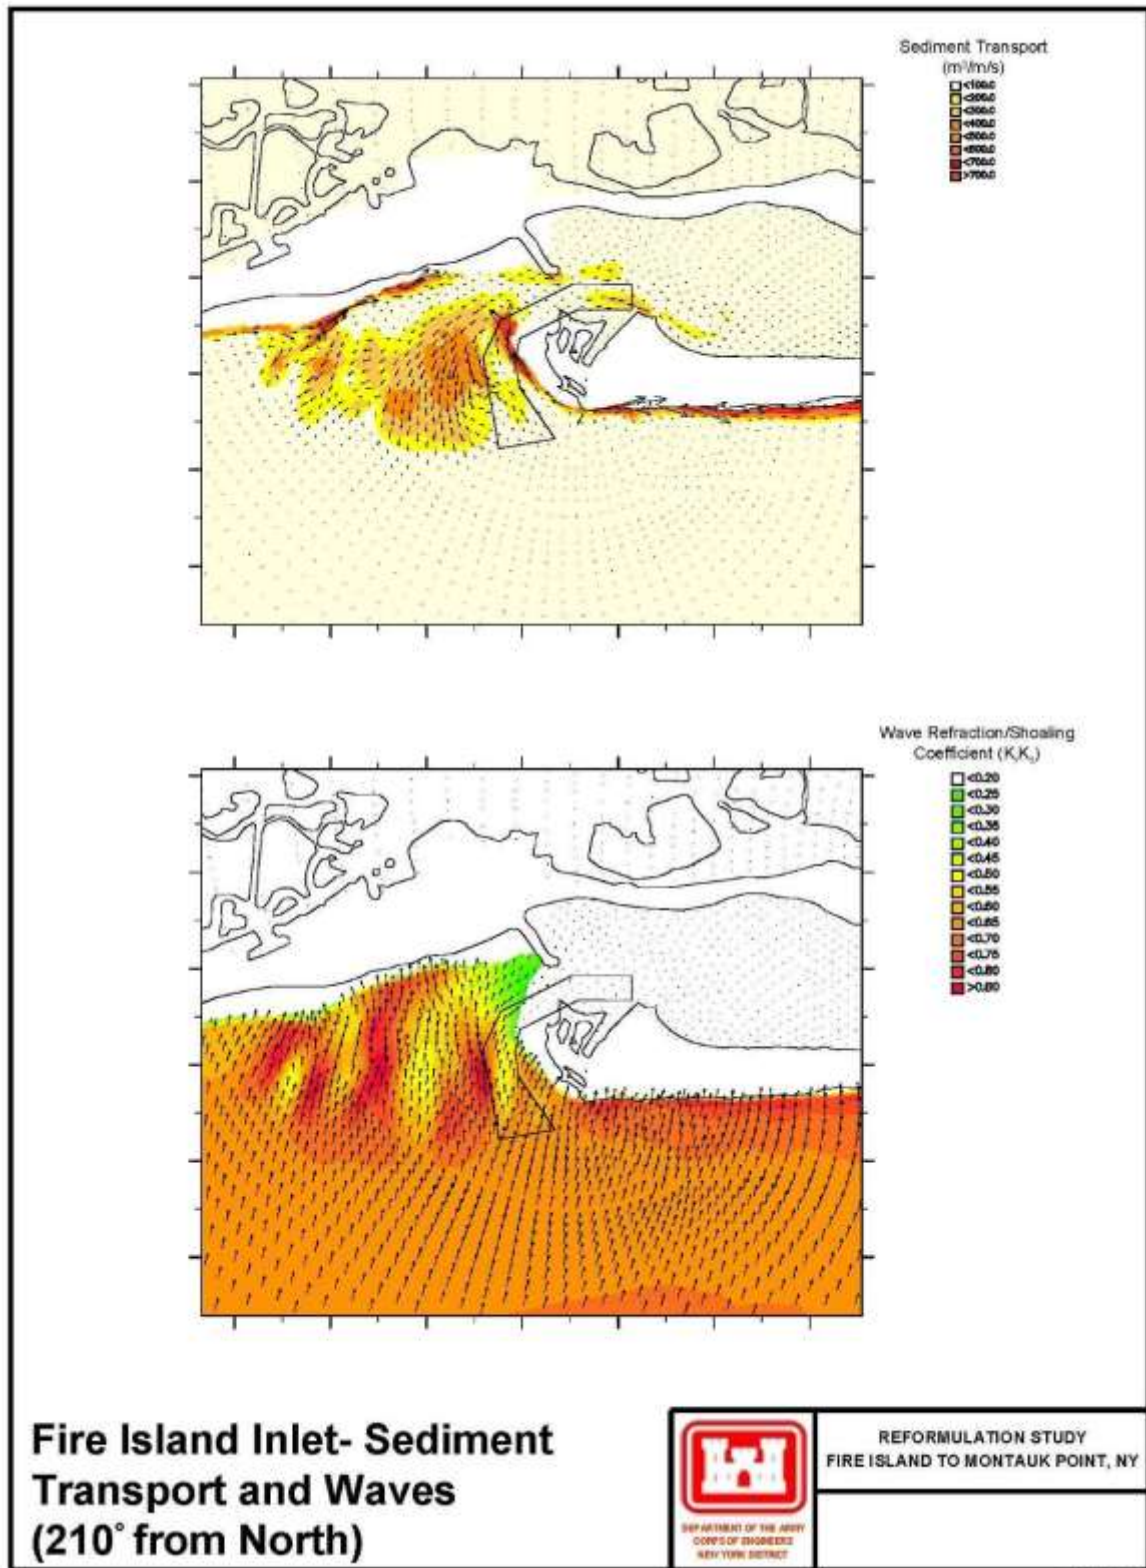 Sediment Transport
(m³/m/s)
<100.0
<200.0
<300.0
<400.0
<500.0
<600.0
<700.0
>700.0
Wave Refraction/Shoaling
Coefficient (KᵣKₛ)
<0.20
<0.25
<0.30
<0.35
<0.40
<0.45
<0.50
<0.55
<0.60
<0.65
<0.70
<0.75
<0.80
>0.80
Fire Island Inlet- Sediment
Transport and Waves
(210° from North)
DEPARTMENT OF THE ARMY
CORPS OF ENGINEERS
NEW YORK DISTRICT
REFORMULATION STUDY
FIRE ISLAND TO MONTAUK POINT, NY